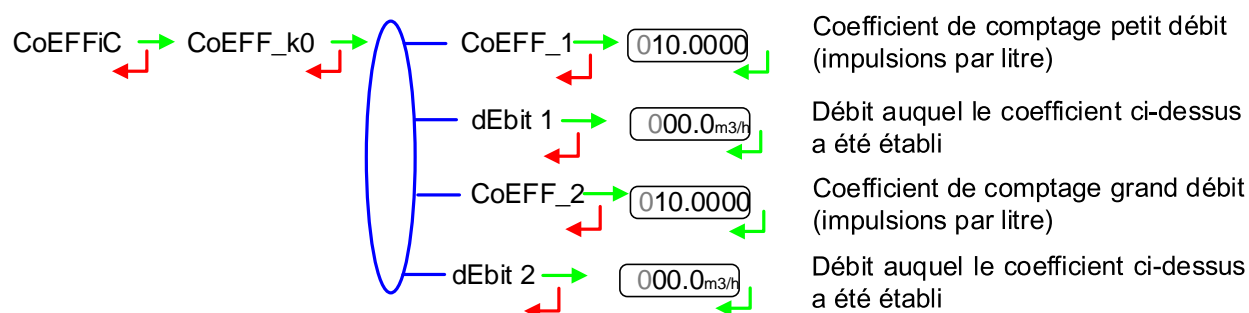 CoEFFiC CoEFF_k0 CoEFF_1 010.0000 Coefficient de comptage petit débit
(impulsions par litre)
dEbit 1 000.0m3/h Débit auquel le coefficient ci-dessus
a été établi
CoEFF_2 010.0000 Coefficient de comptage grand débit
(impulsions par litre)
dEbit 2 000.0m3/h Débit auquel le coefficient ci-dessus
a été établi